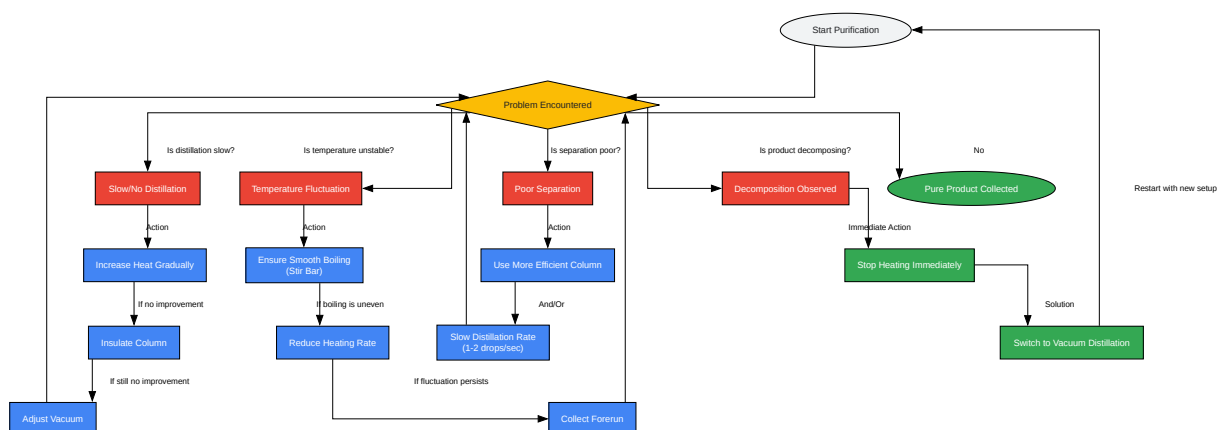 Start Purification
Problem Encountered
Is distillation slow?
Is temperature unstable?
Is separation poor?
Is product decomposing?
No
Slow/No Distillation
Temperature Fluctuation
Poor Separation
Decomposition Observed
Pure Product Collected
Restart with new setup
Action
Action
Action
Immediate Action
Increase Heat Gradually
Ensure Smooth Boiling
(Stir Bar)
Use More Efficient Column
Stop Heating Immediately
If no improvement
If boiling is uneven
And/Or
Solution
Insulate Column
Reduce Heating Rate
Slow Distillation Rate
(1-2 drops/sec)
Switch to Vacuum Distillation
If still no improvement
If fluctuation persists
Adjust Vacuum
Collect Forerun